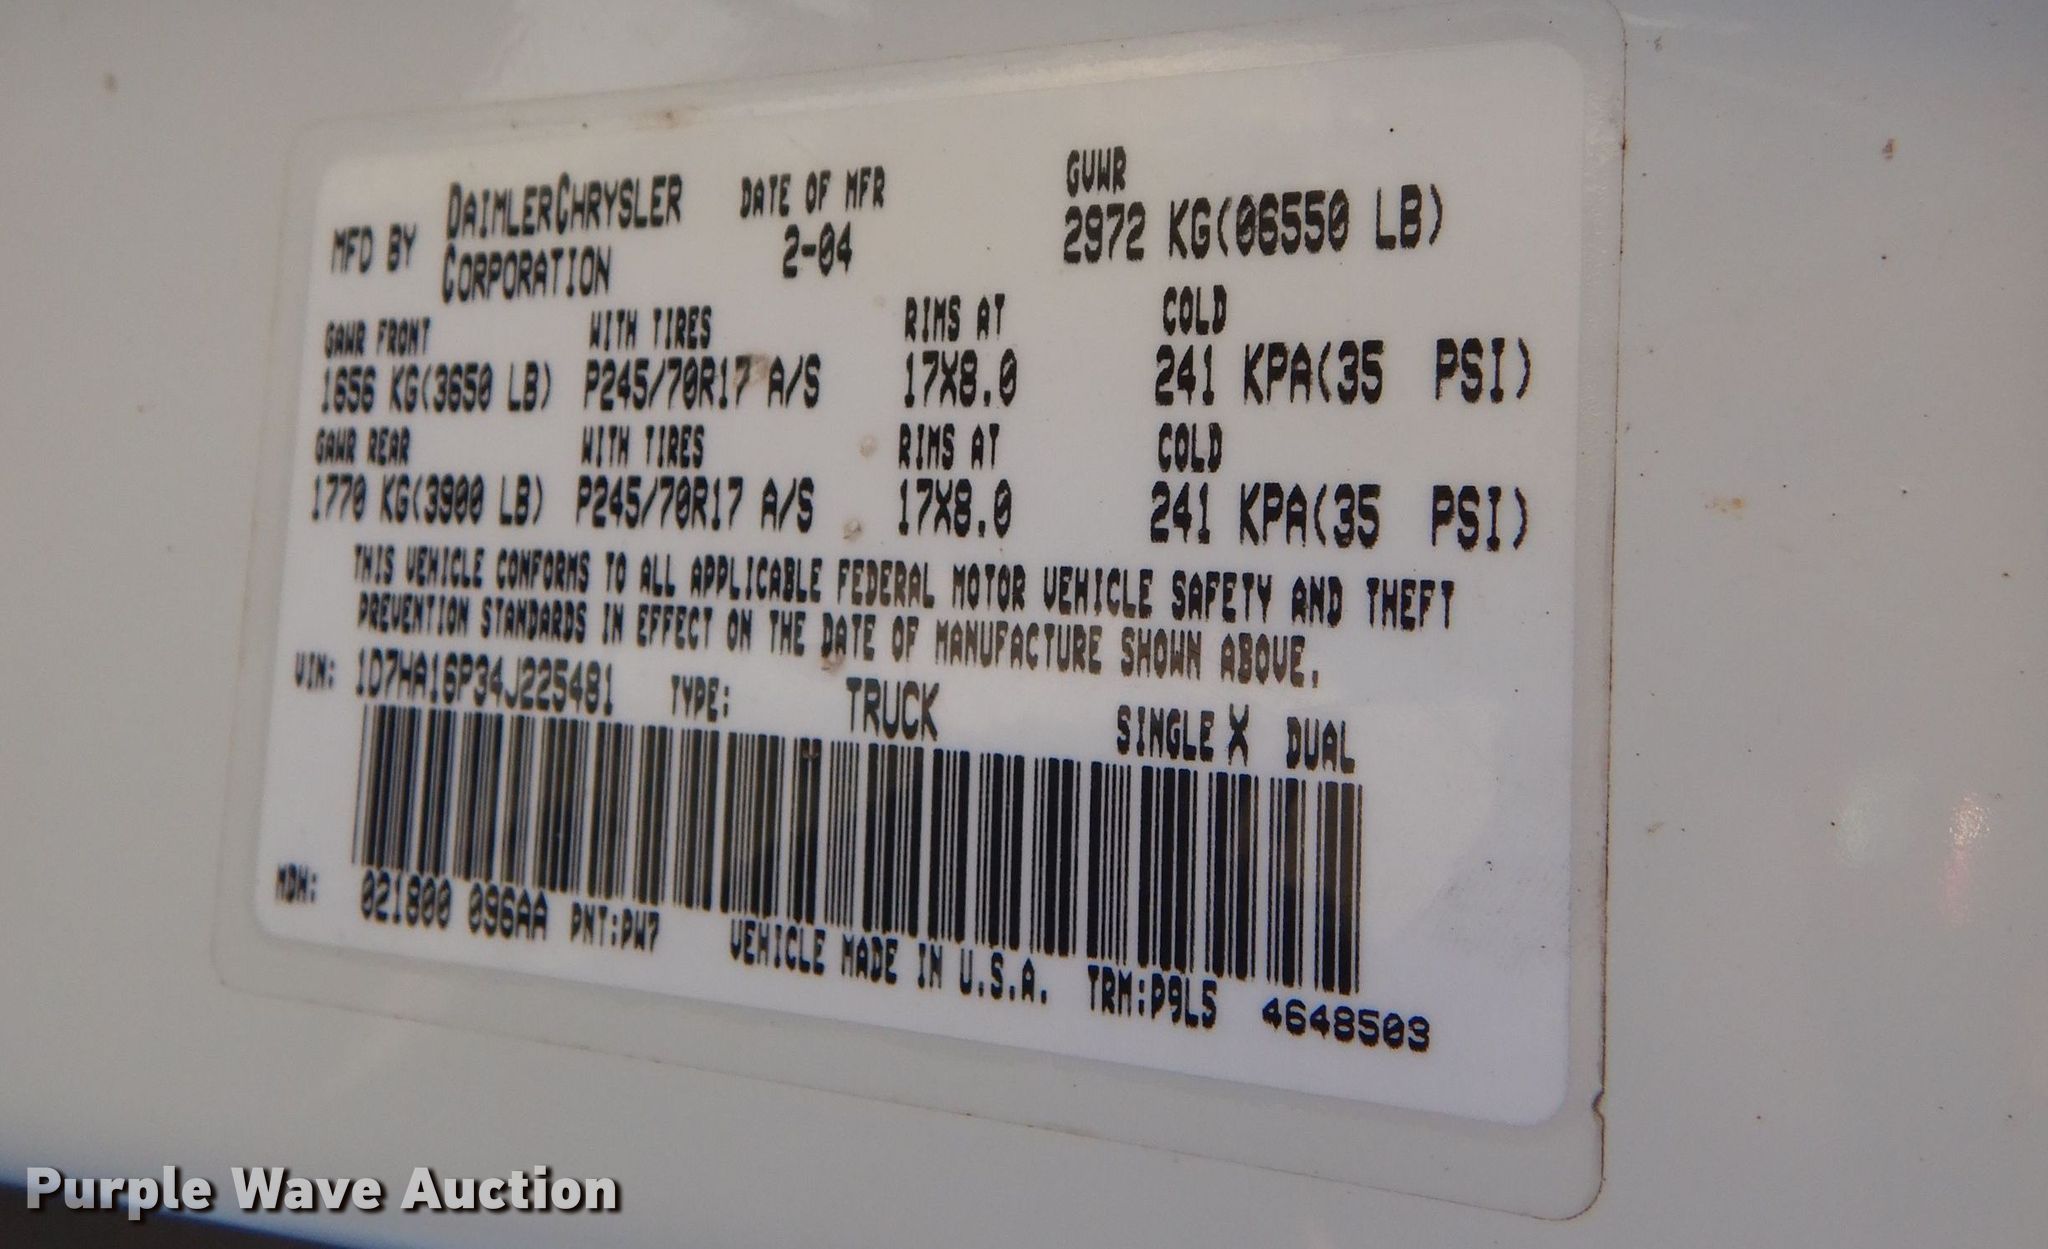 MFD BY DAIMLERCHRYSLER CORPORATION DATE OF MFR 2-04 GVWR 2972 KG(06550 LB)
GAWR FRONT WITH TIRES RIMS AT COLD
1656 KG(3650 LB) P245/70R17 A/S 17X8.0 241 KPA(35 PSI)
GAWR REAR WITH TIRES RIMS AT COLD
1770 KG(3900 LB) P245/70R17 A/S 17X8.0 241 KPA(35 PSI)
THIS VEHICLE CONFORMS TO ALL APPLICABLE FEDERAL MOTOR VEHICLE SAFETY AND THEFT
PREVENTION STANDARDS IN EFFECT ON THE DATE OF MANUFACTURE SHOWN ABOVE.
VIN: 1D7HA16P34J225481 TYPE: TRUCK SINGLE X DUAL
MDH: 021800 096AA PNT:PW7 VEHICLE MADE IN U.S.A. TRM:P9L5 4648503
Purple Wave Auction